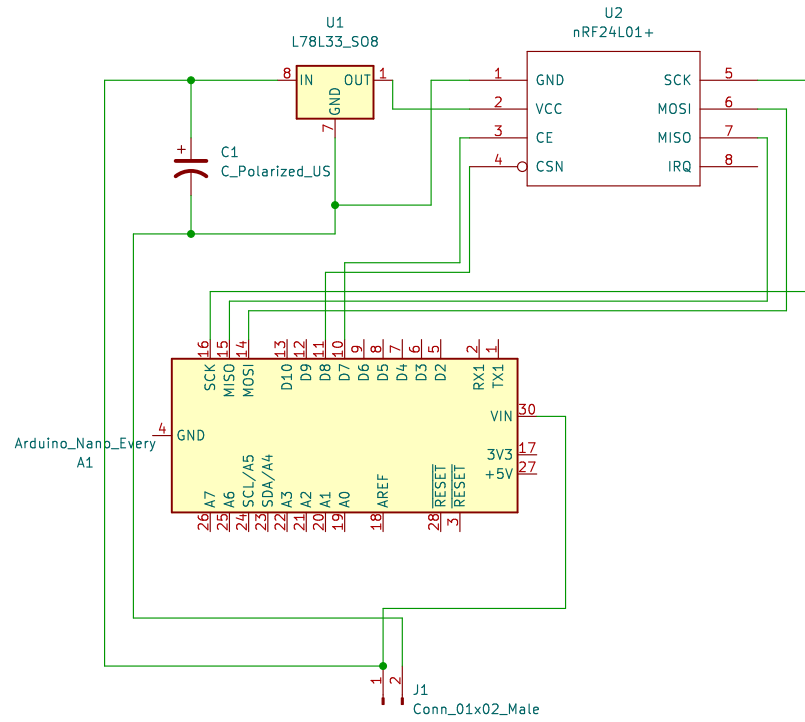 U1
L78L33_SO8
8 IN OUT 1
GND
7
+ C1
C_Polarized_US
U2
nRF24L01+
1 GND SCK 5
2 VCC MOSI 6
3 CE MISO 7
4 CSN IRQ 8
16 15 14 13 12 11 10 9 8 7 6 5 2 1
SCK MISO MOSI D10 D9 D8 D7 D6 D5 D4 D3 D2 RX1 TX1
VIN 30
4 GND
Arduino_Nano_Every
A1
3V3 17
+5V 27
A7 A6 SCL/A5 SDA/A4 A3 A2 A1 A0 AREF RESET RESET
26 25 24 23 22 21 20 19 18 28 3
1 2
J1
Conn_01x02_Male